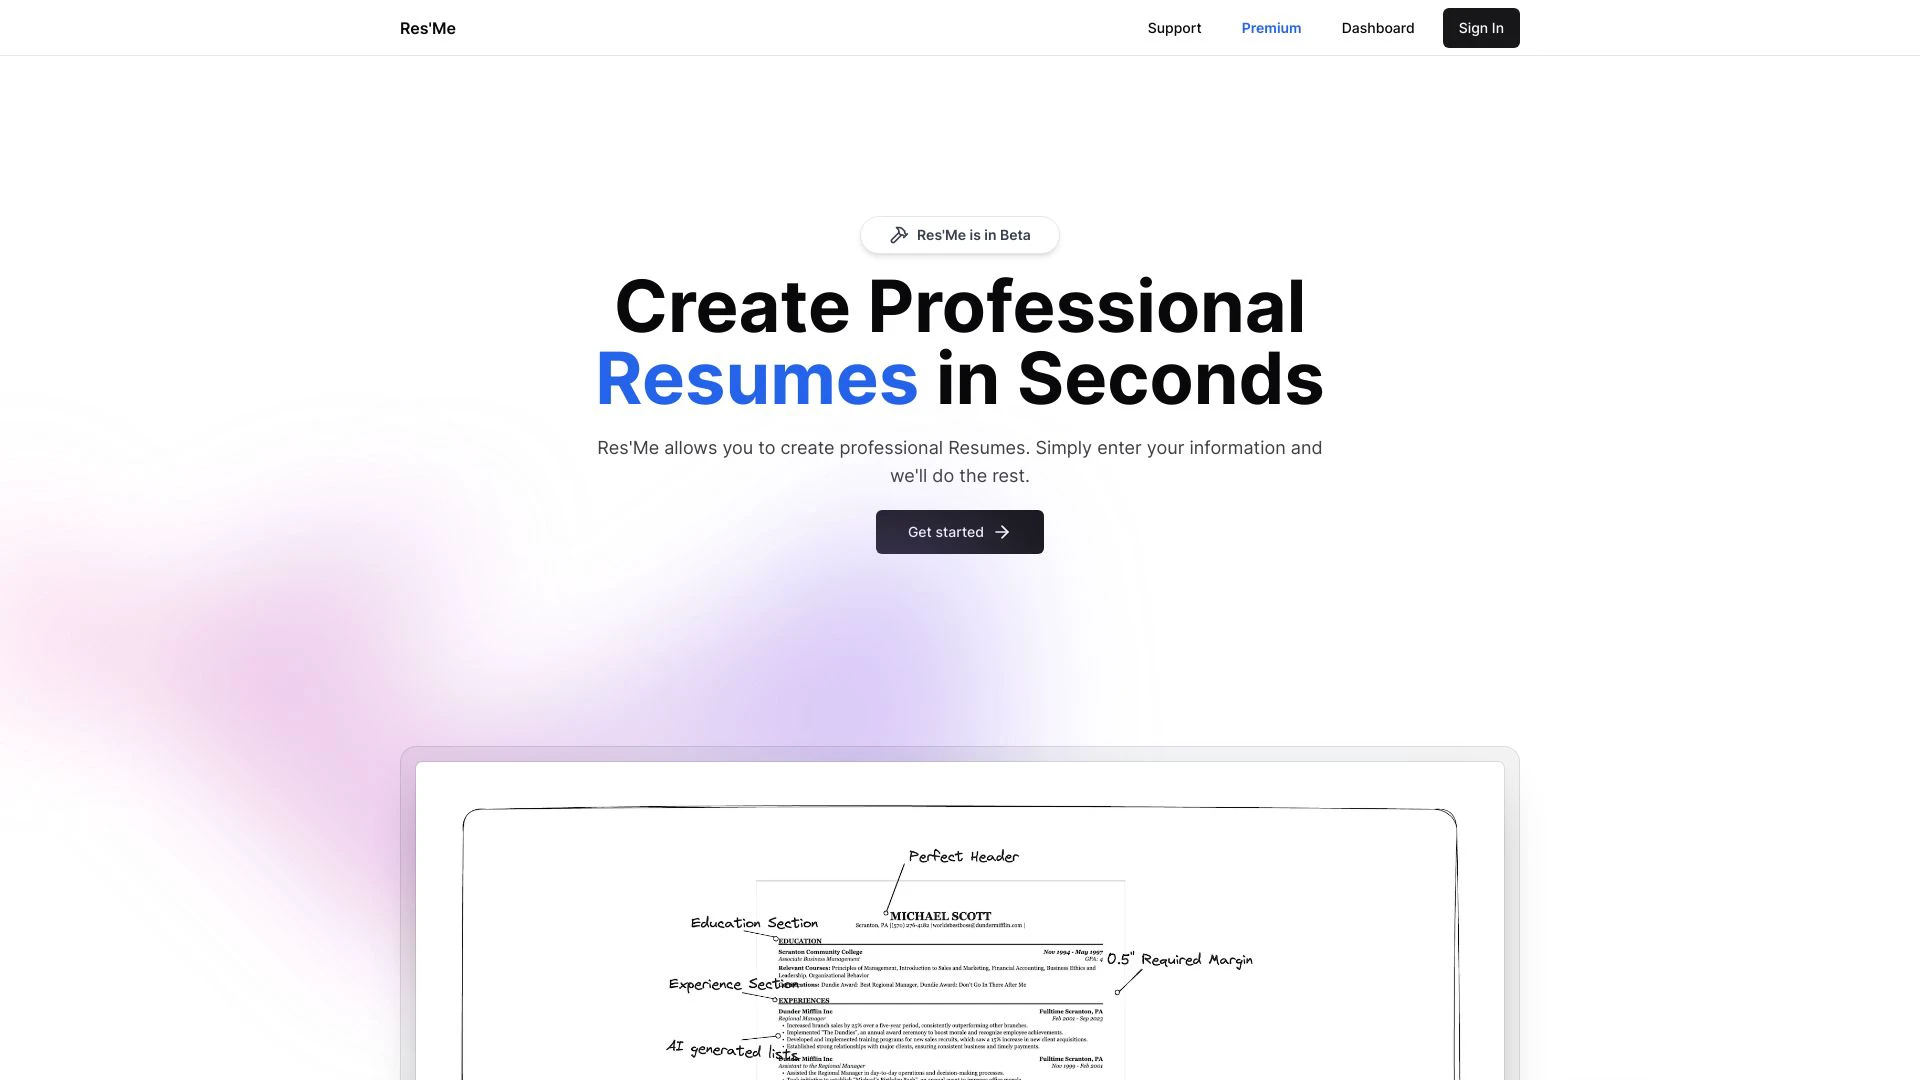 Res'Me
Support
Premium
Dashboard
Sign In
Res'Me is in Beta
Create Professional
Resumes in Seconds
Res'Me allows you to create professional Resumes. Simply enter your information and
we'll do the rest.
Get started
Perfect Header
MICHAEL SCOTT
Scranton, PA |(570) 276-4182 |worldsbestboss@dundermifflin.com |
Education Section
EDUCATION
Scranton Community College
Nov 1994 - May 1997
Associate Business Management
GPA: 4
0.5" Required Margin
Relevant Courses: Principles of Management, Introduction to Sales and Marketing, Financial Accounting, Business Ethics and
Leadership, Organizational Behavior
Experience Section
Dundie Award: Best Regional Manager, Dundie Award: Don't Go In There After Me
EXPERIENCES
Dunder Mifflin Inc
Fulltime Scranton, PA
Regional Manager
Feb 2001 - Sep 2023
• Increased branch sales by 25% over a five-year period, consistently outperforming other branches.
• Implemented "The Dundies", an annual award ceremony to boost morale and recognize employee achievements.
• Developed and implemented training programs for new sales recruits, which saw a 15% increase in new client acquisitions.
• Established strong relationships with major clients, ensuring consistent business and timely payments.
AI generated lists
Dunder Mifflin Inc
Fulltime Scranton, PA
Assistant to the Regional Manager
Nov 1999 - Feb 2001
• Assisted the Regional Manager in day-to-day operations and decision-making processes.